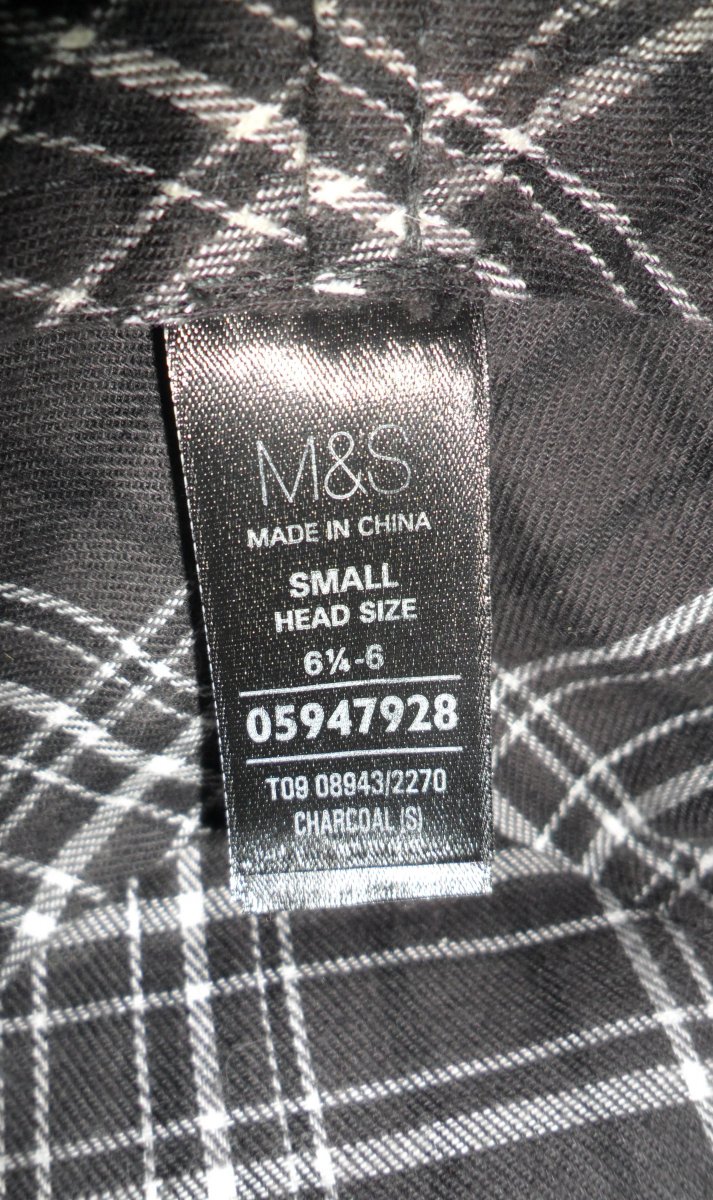 M&S
MADE IN CHINA
SMALL
HEAD SIZE
6¼-6
05947928
T09 08943/2270
CHARCOAL (S)